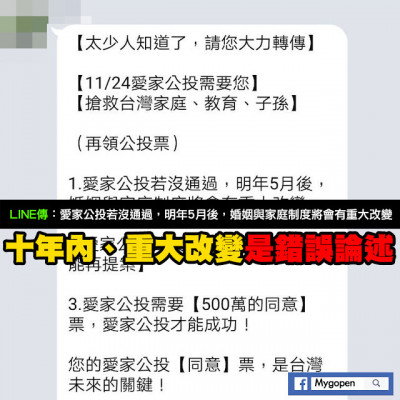 【太少人知道了，請您大力轉傳】
【11/24愛家公投需要您】
【搶救台灣家庭、教育、子孫】
（再領公投票）
1.愛家公投若沒通過，明年5月後，
LINE傳：愛家公投若沒通過，明年5月後，婚姻與家庭制度將會有重大改變
十年內、重大改變是錯誤論述
能再提案】
3.愛家公投需要【500萬的同意】
票，愛家公投才能成功！
您的愛家公投【同意】票，是台灣
未來的關鍵！
f Mygopen